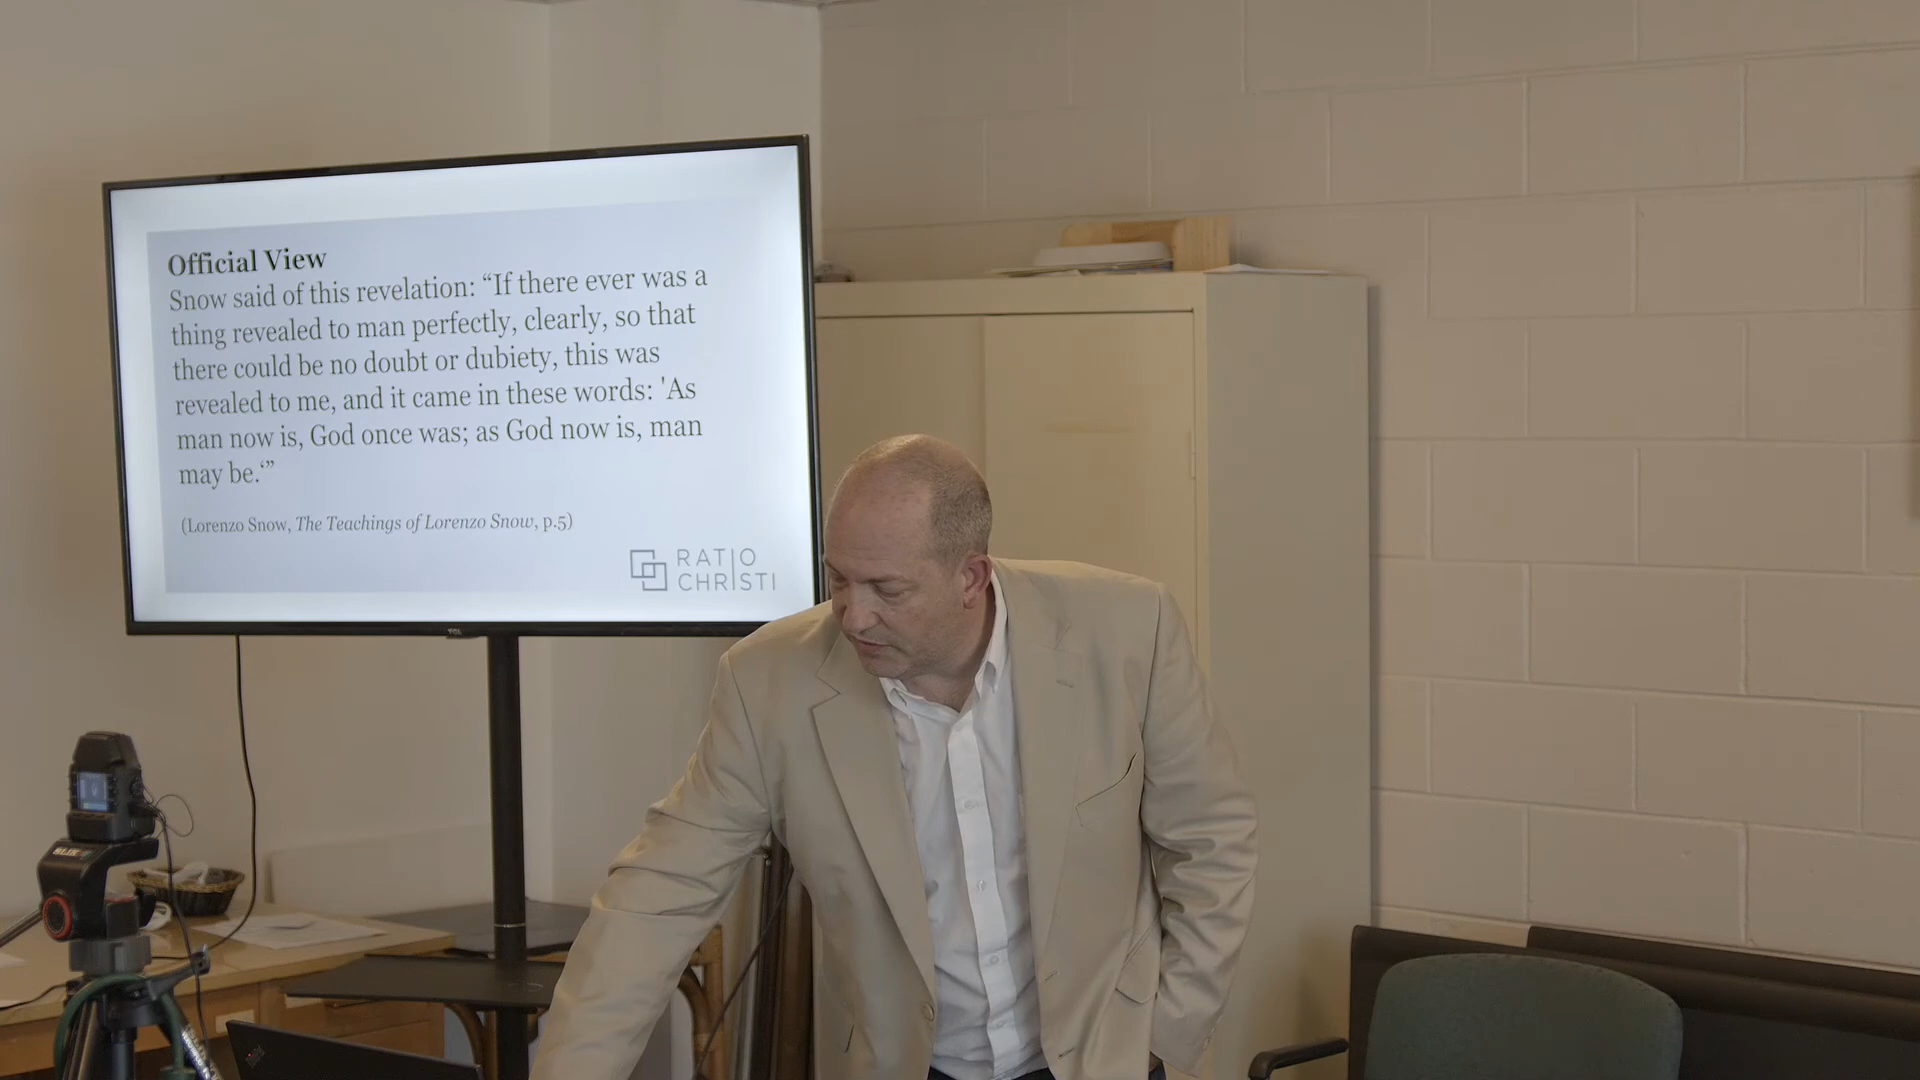 Official View
Snow said of this revelation: “If there ever was a
thing revealed to man perfectly, clearly, so that
there could be no doubt or dubiety, this was
revealed to me, and it came in these words: 'As
man now is, God once was; as God now is, man
may be.‘”
(Lorenzo Snow, The Teachings of Lorenzo Snow, p.5)
RATIO
CHRISTI
TCL